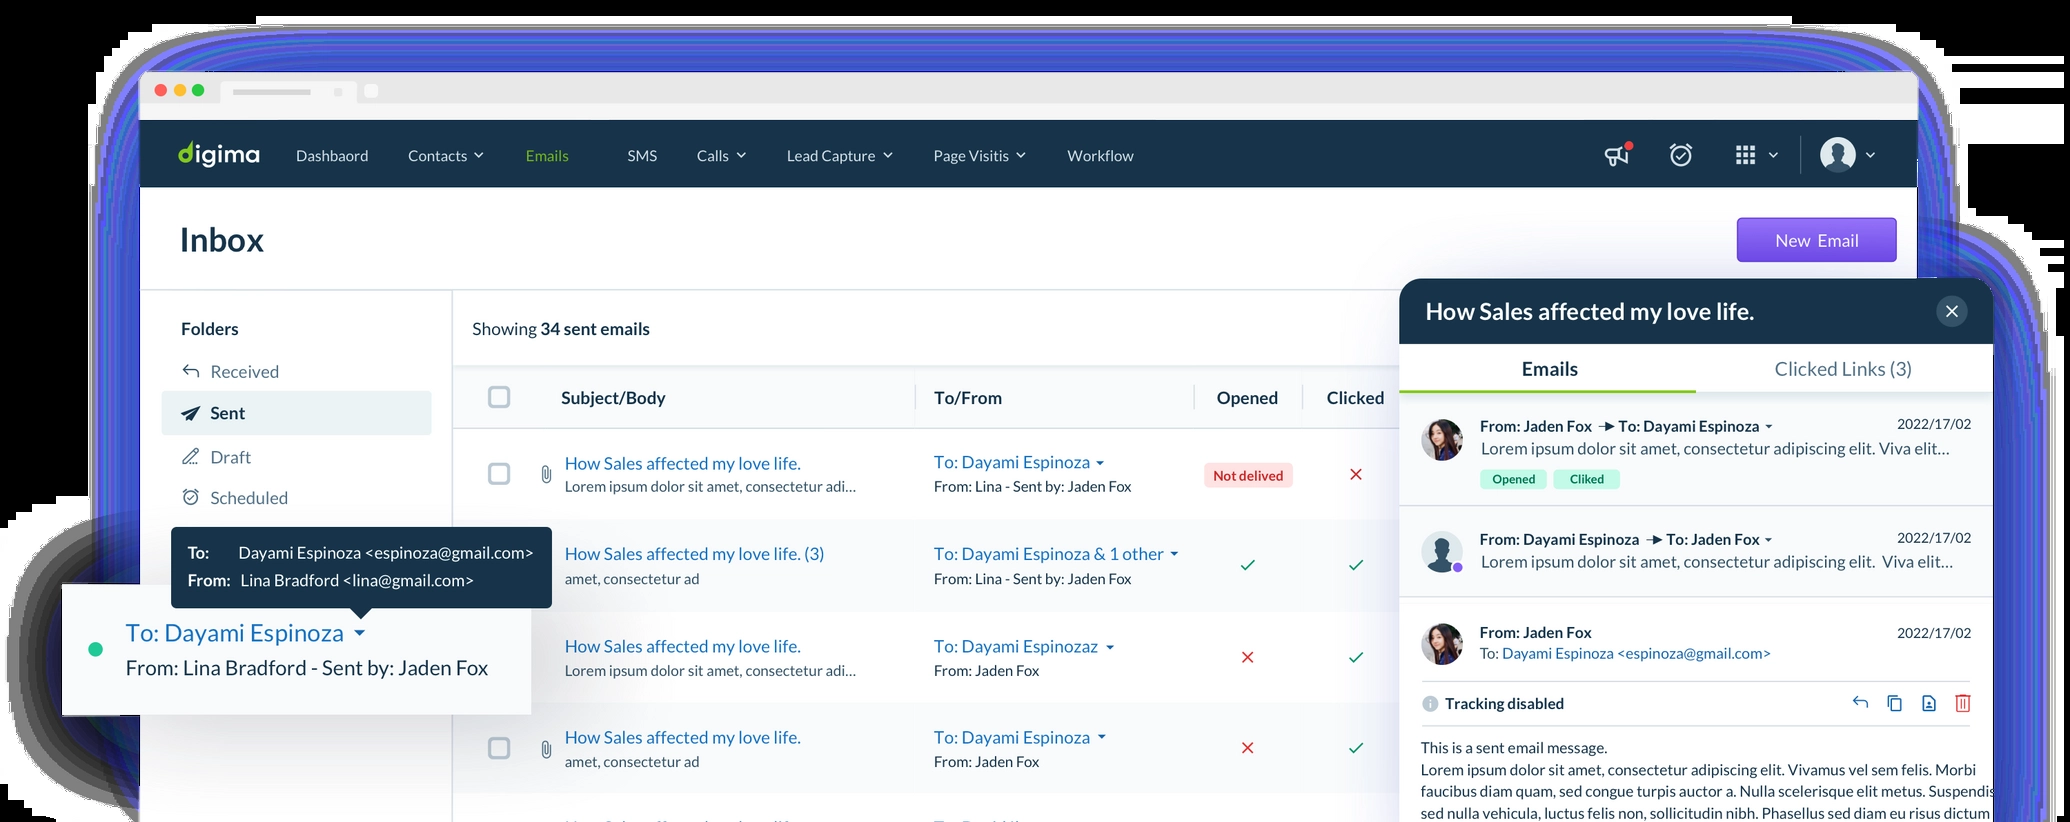 digima Dashbaord Contacts Emails SMS Calls Lead Capture Page Visitis Workflow
Inbox
New Email
Folders
Received
Sent
Draft
Scheduled
To: Dayami Espinoza <espinoza@gmail.com>
From: Lina Bradford <lina@gmail.com>
To: Dayami Espinoza
From: Lina Bradford - Sent by: Jaden Fox
Showing 34 sent emails
Subject/Body To/From Opened Clicked
How Sales affected my love life. To: Dayami Espinoza
Lorem ipsum dolor sit amet, consectetur adi... From: Lina - Sent by: Jaden Fox
Not delived
How Sales affected my love life. (3) To: Dayami Espinoza & 1 other
amet, consectetur ad From: Lina - Sent by: Jaden Fox
How Sales affected my love life. To: Dayami Espinozaz
Lorem ipsum dolor sit amet, consectetur adi... From: Jaden Fox
How Sales affected my love life. To: Dayami Espinoza
amet, consectetur ad From: Jaden Fox
How Sales affected my love life.
Emails Clicked Links (3)
From: Jaden Fox To: Dayami Espinoza 2022/17/02
Lorem ipsum dolor sit amet, consectetur adipiscing elit. Viva elit...
Opened Cliked
From: Dayami Espinoza To: Jaden Fox 2022/17/02
Lorem ipsum dolor sit amet, consectetur adipiscing elit. Viva elit...
From: Jaden Fox 2022/17/02
To: Dayami Espinoza <espinoza@gmail.com>
Tracking disabled
This is a sent email message.
Lorem ipsum dolor sit amet, consectetur adipiscing elit. Vivamus vel sem felis. Morbi
faucibus diam quam, sed congue turpis auctor a. Nulla scelerisque elit metus. Suspendis
sed nulla vehicula, luctus felis non, sollicitudin nibh. Phasellus sed diam eu risus dictum